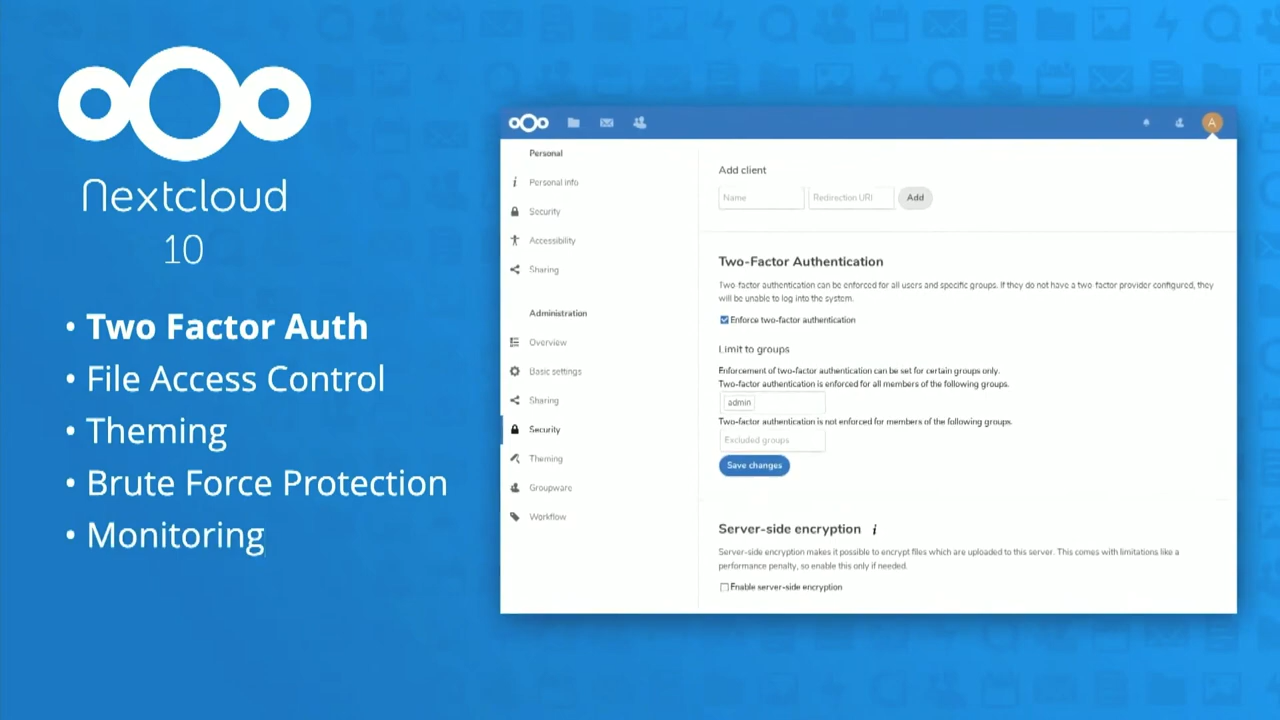 Nextcloud
10
• Two Factor Auth
• File Access Control
• Theming
• Brute Force Protection
• Monitoring
A
Personal
Personal info
Security
Accessibility
Sharing
Administration
Overview
Basic settings
Sharing
Security
Theming
Groupware
Workflow
Add client
Name Redirection URI Add
Two-Factor Authentication
Two-factor authentication can be enforced for all users and specific groups. If they do not have a two-factor provider configured, they
will be unable to log into the system.
Enforce two-factor authentication
Limit to groups
Enforcement of two-factor authentication can be set for certain groups only.
Two-factor authentication is enforced for all members of the following groups.
admin
Two-factor authentication is not enforced for members of the following groups.
Excluded groups
Save changes
Server-side encryption i
Server-side encryption makes it possible to encrypt files which are uploaded to this server. This comes with limitations like a
performance penalty, so enable this only if needed.
Enable server-side encryption